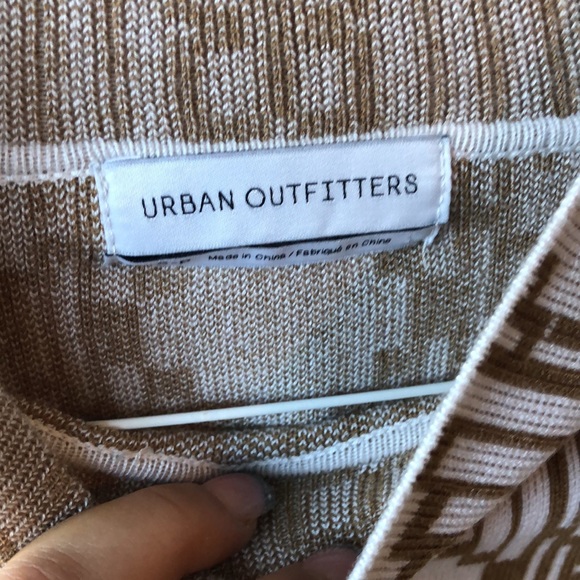 URBAN OUTFITTERS
Made in China / Fabriqué en Chine